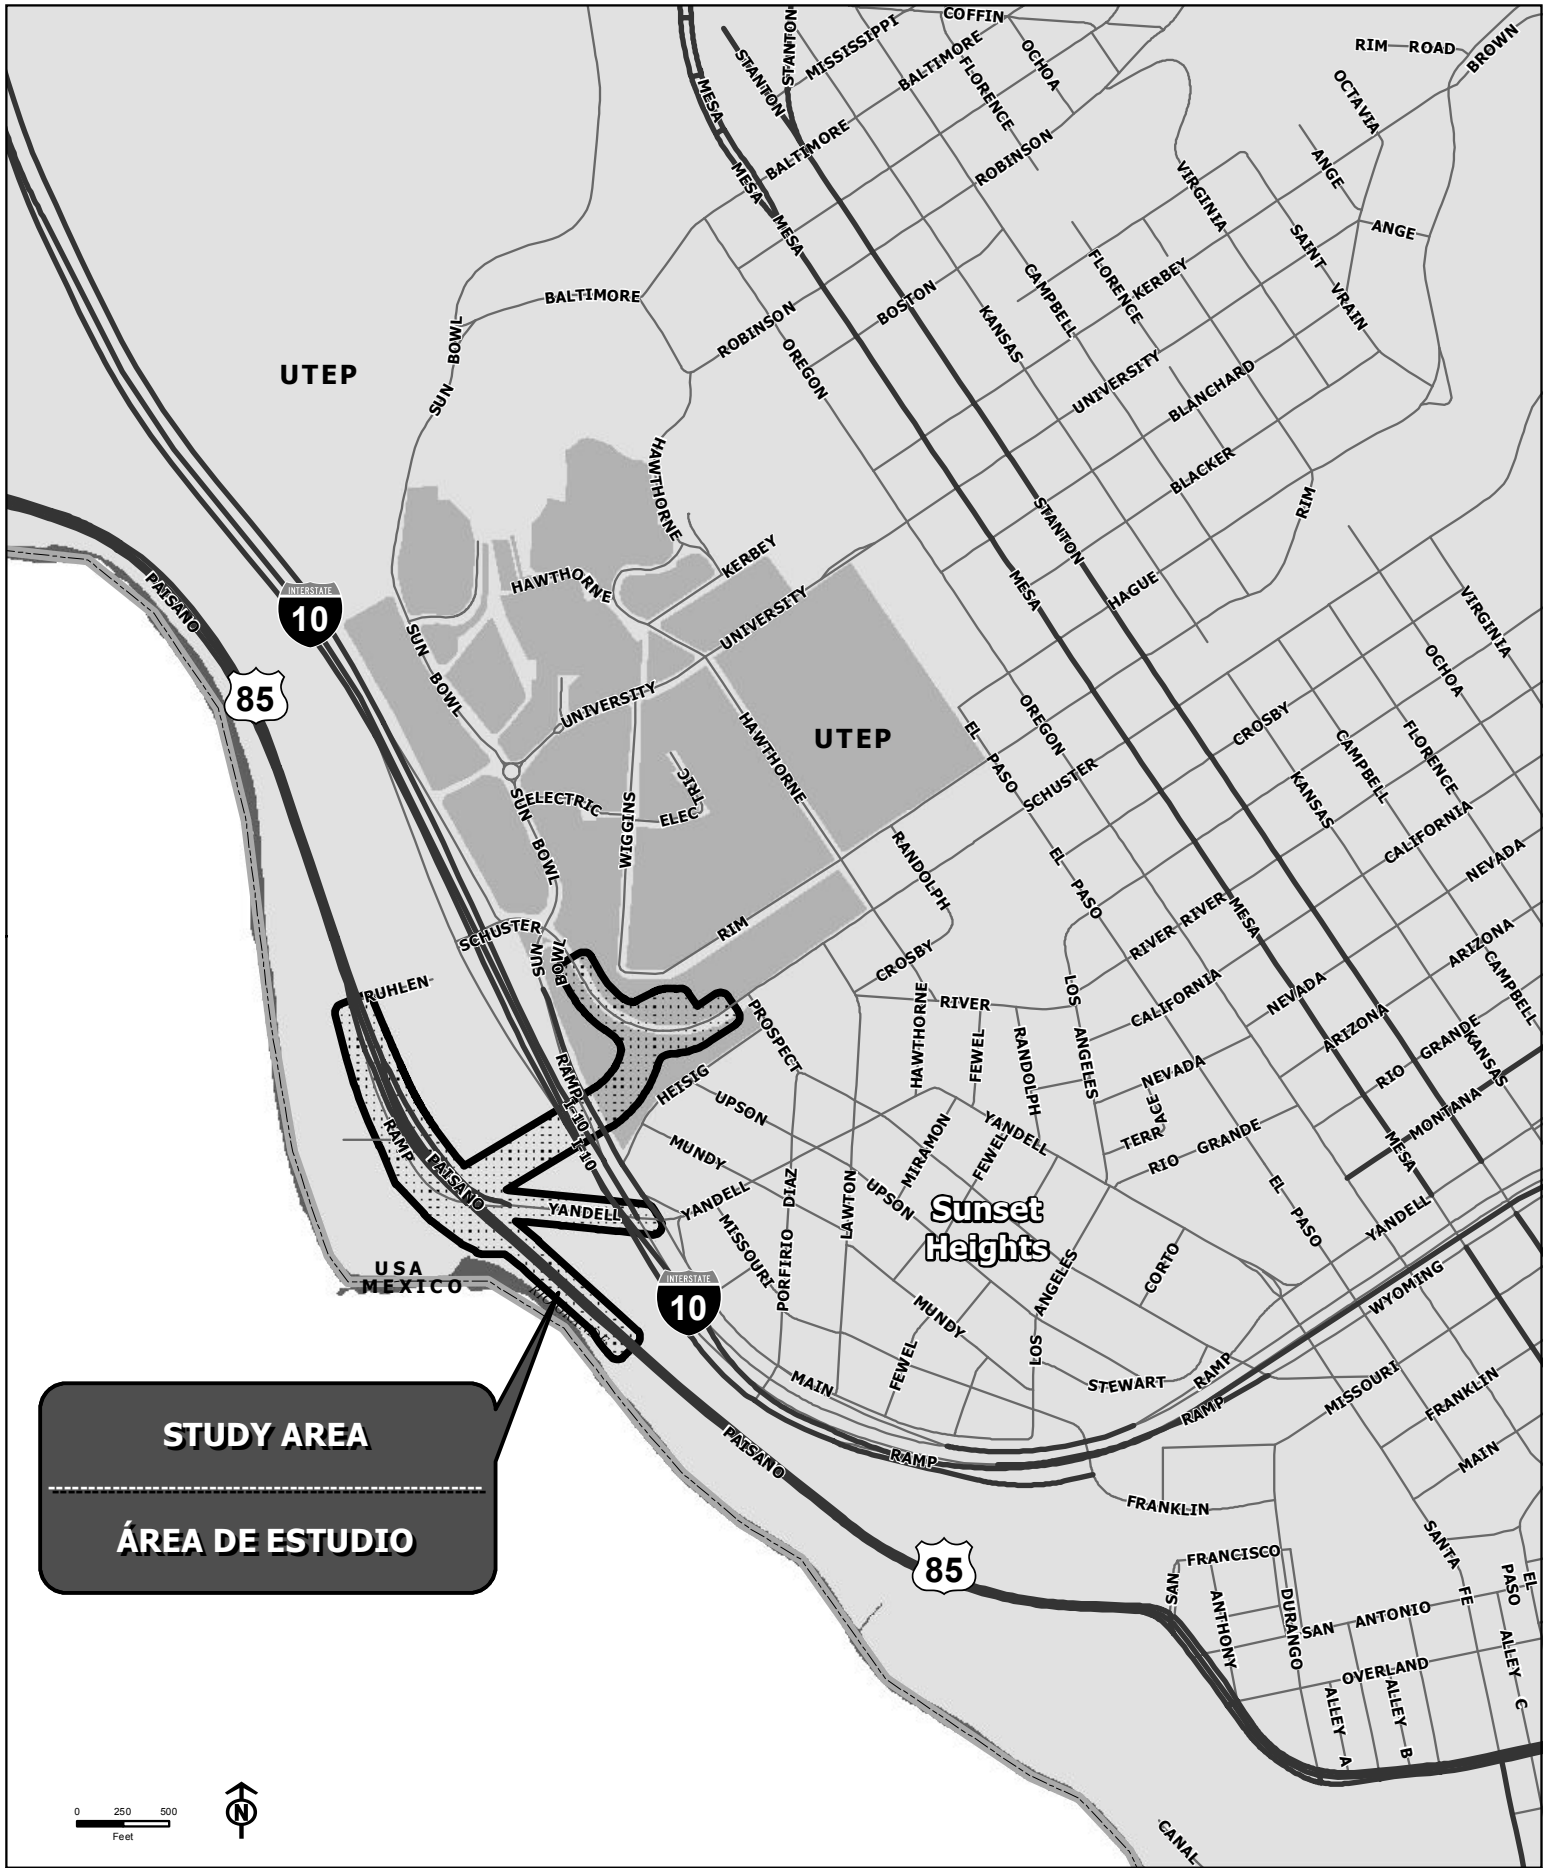 COFFIN
STANTON
MISSISSIPPI
RIM ROAD
BROWN
STANTON
BALTIMORE
OCHOA
FLORENCE
OCTAVIA
MESA
BALTIMORE
ROBINSON
ANGE
MESA
VIRGINIA
MESA
ANGE
SAINT
VRAIN
CAMPBELL
FLORENCE
KERBEY
BALTIMORE
BOSTON
KANSAS
SUN BOWL
ROBINSON
OREGON
UTEP
UNIVERSITY
BLANCHARD
HAWTHORNE
BLACKER
RIM
STANTON
KERBEY
HAWTHORNE
MESA
HAGUE
PAISANO
INTERSTATE
10
UNIVERSITY
VIRGINIA
SUN BOWL
OCHOA
85
UNIVERSITY
HAWTHORNE
UTEP
EL PASO
OREGON
CROSBY
CAMPBELL
FLORENCE
SCHUSTER
KANSAS
ELECTRIC
ELEC
TRIC
SUN BOWL
WIGGINS
CALIFORNIA
RANDOLPH
EL PASO
NEVADA
RIVER
RIVER
MESA
SCHUSTER
RIM
ARIZONA
SUN BOWL
CROSBY
CAMPBELL
RUHLEN
LOS ANGELES
CALIFORNIA
NEVADA
HAWTHORNE
RIVER
PROSPECT
ARIZONA
FEWEL
RANDOLPH
RIO GRANDE
KANSAS
RAMP
HEISIG
NEVADA
UPSON
I-10
TERR
ACE
MONTANA
RAMP
I-10
MUNDY
MIRAMON
YANDELL
FEWEL
RIO GRANDE
MESA
PAISANO
YANDELL
YANDELL
PORFIRIO DIAZ
LAWTON
UPSON
Sunset
Heights
EL PASO
YANDELL
MISSOURI
USA
MEXICO
CORTO
INTERSTATE
10
LOS ANGELES
MUNDY
WYOMING
FEWEL
MAIN
STEWART
RAMP
MISSOURI
FRANKLIN
STUDY AREA
RAMP
PAISANO
RAMP
MAIN
ÁREA DE ESTUDIO
FRANKLIN
SANTA FE
85
SAN FRANCISCO
EL PASO
ANTHONY
DURANGO
SAN ANTONIO
OVERLAND
ALLEY A
ALLEY B
ALLEY C
0 250 500
Feet
N
CANAL